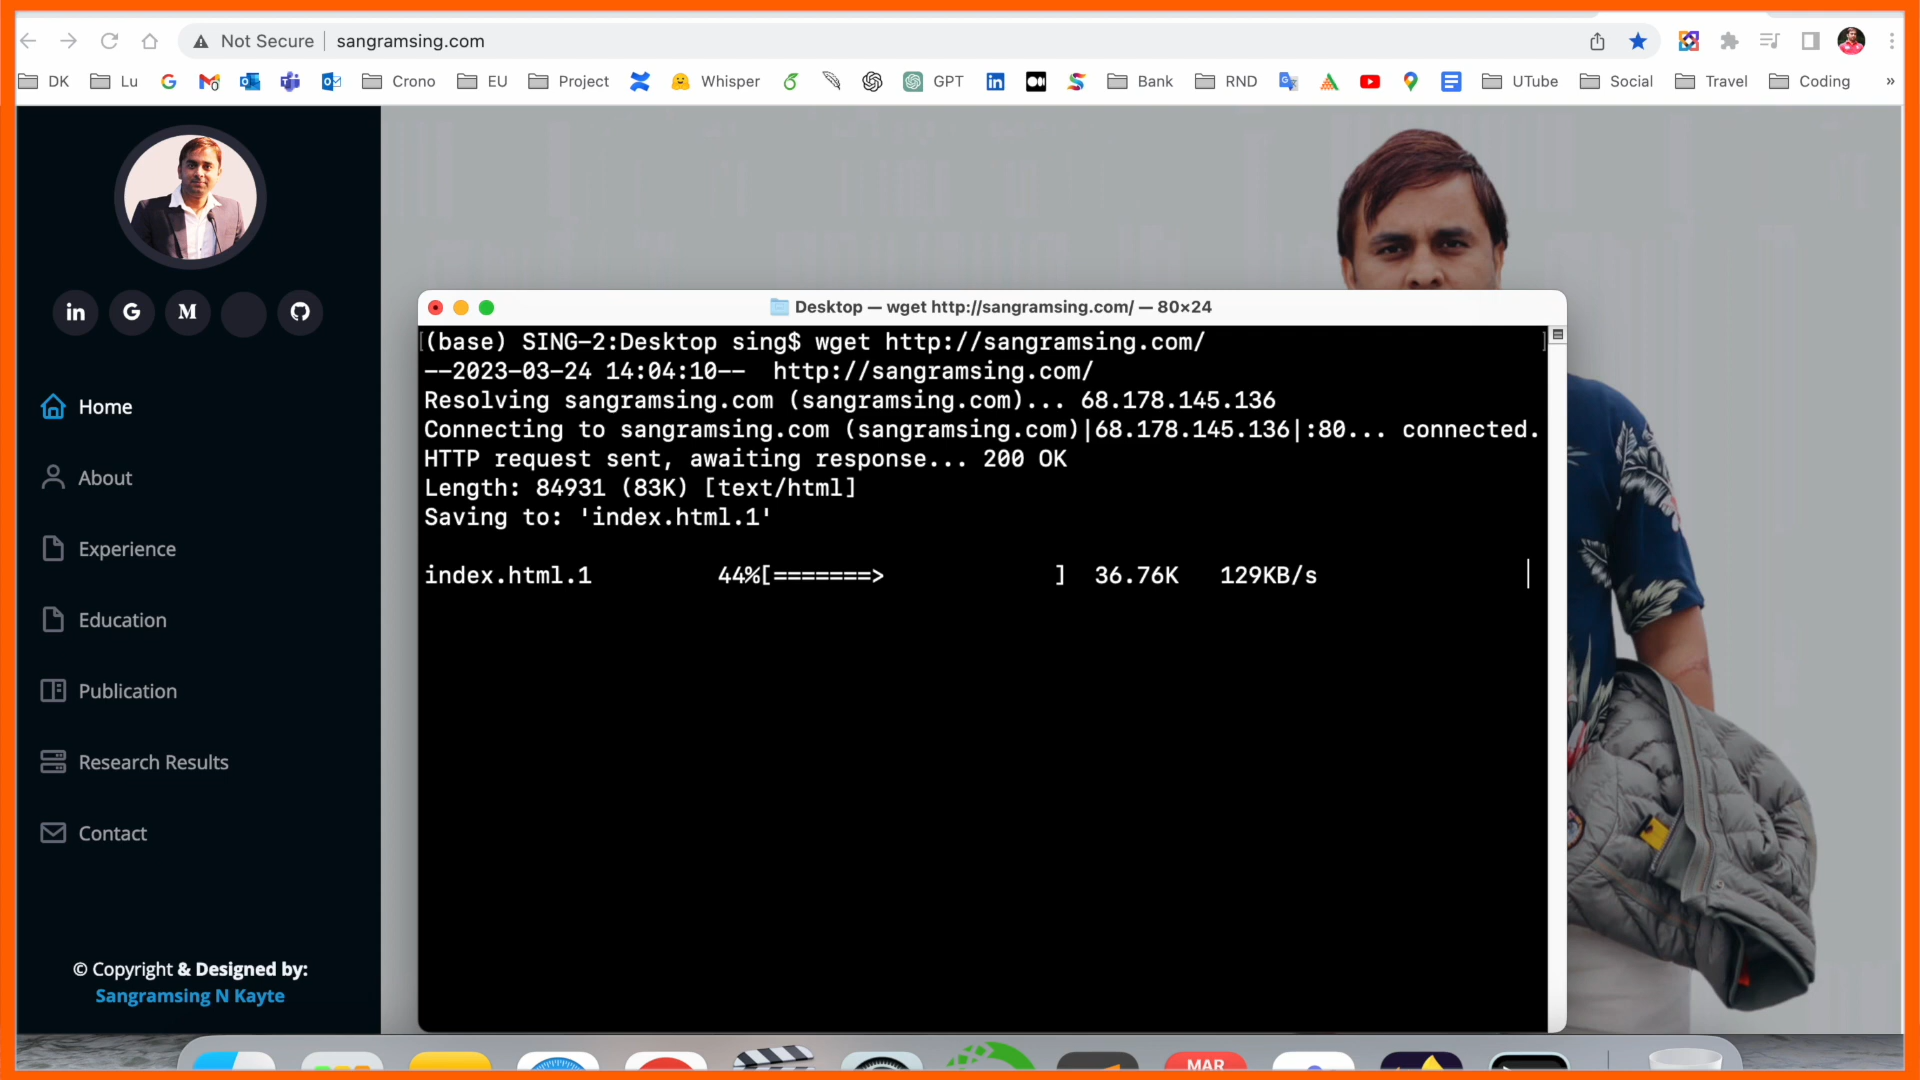 Not Secure | sangramsing.com
DK Lu Crono EU Project Whisper GPT Bank RND UTube Social Travel Coding »
in G M
Home
About
Experience
Education
Publication
Research Results
Contact
© Copyright & Designed by:
Sangramsing N Kayte
Desktop — wget http://sangramsing.com/ — 80×24
(base) SING-2:Desktop sing$ wget http://sangramsing.com/
--2023-03-24 14:04:10--  http://sangramsing.com/
Resolving sangramsing.com (sangramsing.com)... 68.178.145.136
Connecting to sangramsing.com (sangramsing.com)|68.178.145.136|:80... connected.
HTTP request sent, awaiting response... 200 OK
Length: 84931 (83K) [text/html]
Saving to: 'index.html.1'
index.html.1         44%[=======>            ]  36.76K   129KB/s
MAR